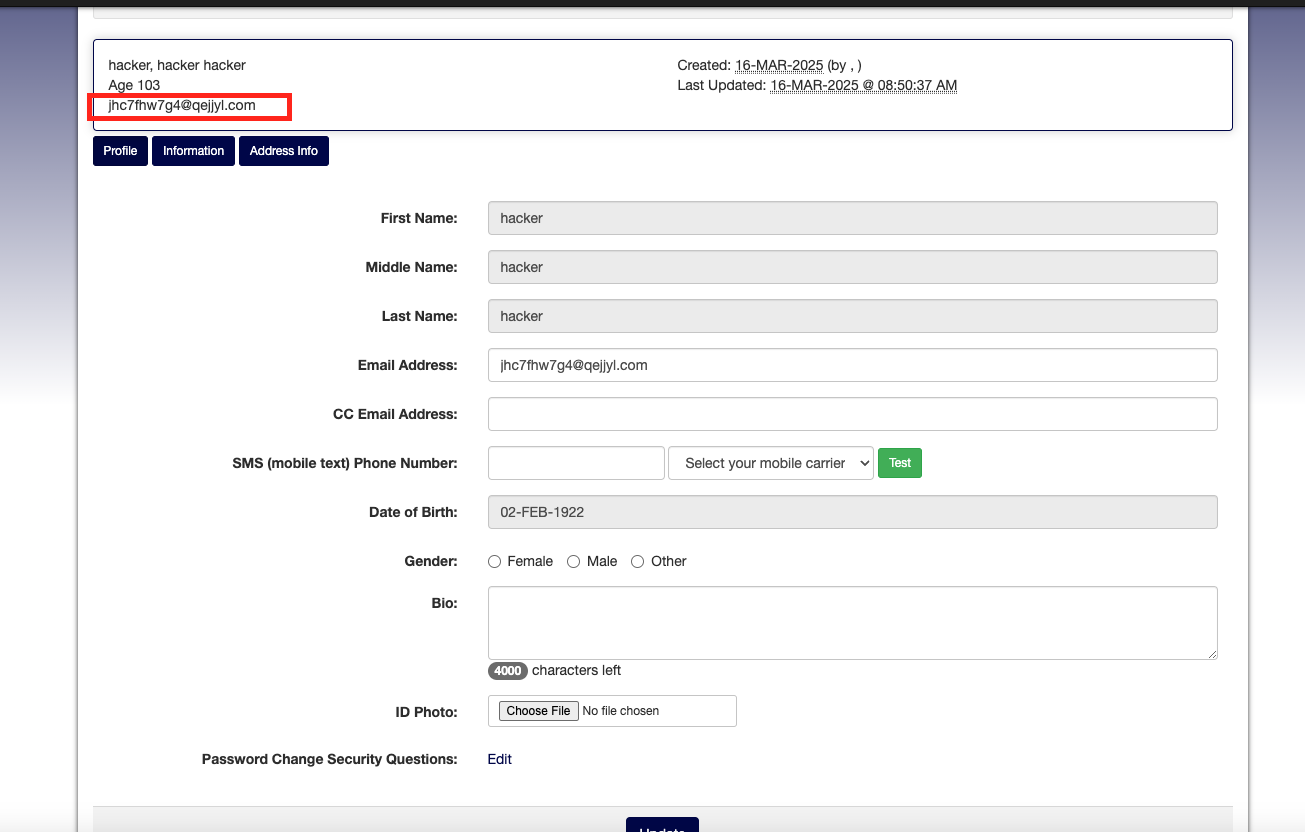 hacker, hacker hacker
Created: 16-MAR-2025 (by , )
Age 103
Last Updated: 16-MAR-2025 @ 08:50:37 AM
jhc7fhw7g4@qejjyl.com
Profile
Information
Address Info
First Name: hacker
Middle Name: hacker
Last Name: hacker
Email Address: jhc7fhw7g4@qejjyl.com
CC Email Address:
SMS (mobile text) Phone Number: Select your mobile carrier Test
Date of Birth: 02-FEB-1922
Gender: Female Male Other
Bio:
4000 characters left
ID Photo: Choose File No file chosen
Password Change Security Questions: Edit
Update